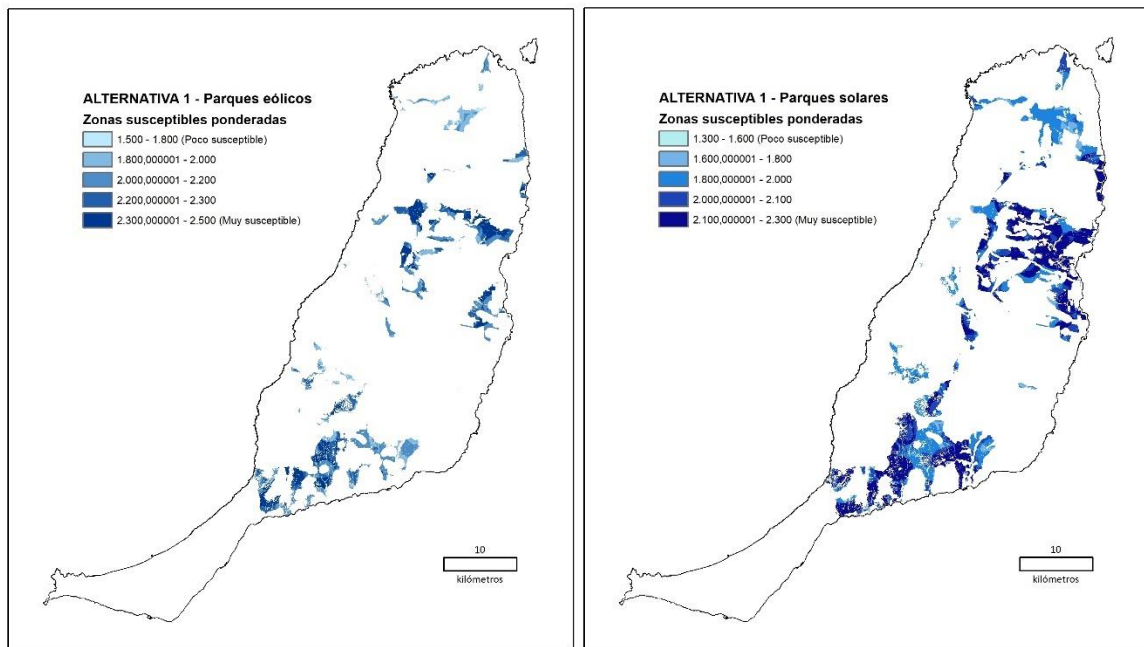 ALTERNATIVA 1 - Parques eólicos
Zonas susceptibles ponderadas
1.500 - 1.800 (Poco susceptible)
1.800,000001 - 2.000
2.000,000001 - 2.200
2.200,000001 - 2.300
2.300,000001 - 2.500 (Muy susceptible)
10
kilómetros
ALTERNATIVA 1 - Parques solares
Zonas susceptibles ponderadas
1.300 - 1.600 (Poco susceptible)
1.600,000001 - 1.800
1.800,000001 - 2.000
2.000,000001 - 2.100
2.100,000001 - 2.300 (Muy susceptible)
10
kilómetros